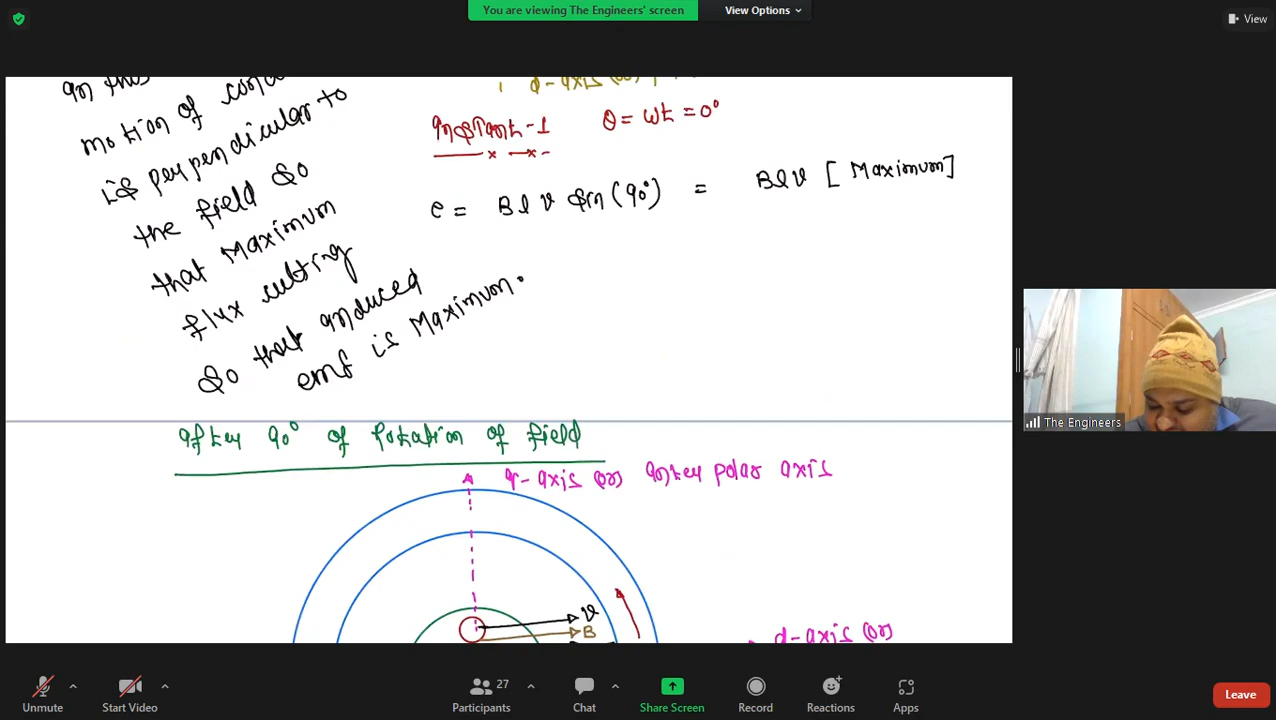 You are viewing The Engineers' screen
View Options
View
motion of
is perpendicular to
the field so
that Maximum
flux cutting
so that induced
emf is Maximum.
Instant-1 θ = ωt = 0°
e = Blv sin(90°) = Blv [Maximum]
After 90° of Rotation of field
q-axis (or) Inter polar axis
v
B
d-axis (or)
The Engineers
Unmute
Start Video
27
Participants
Chat
Share Screen
Record
Reactions
Apps
Leave